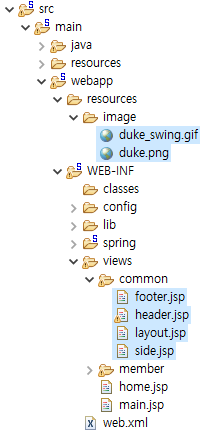 src
main
java
resources
webapp
resources
image
duke_swing.gif
duke.png
WEB-INF
classes
config
lib
spring
views
common
footer.jsp
header.jsp
layout.jsp
side.jsp
member
home.jsp
main.jsp
web.xml